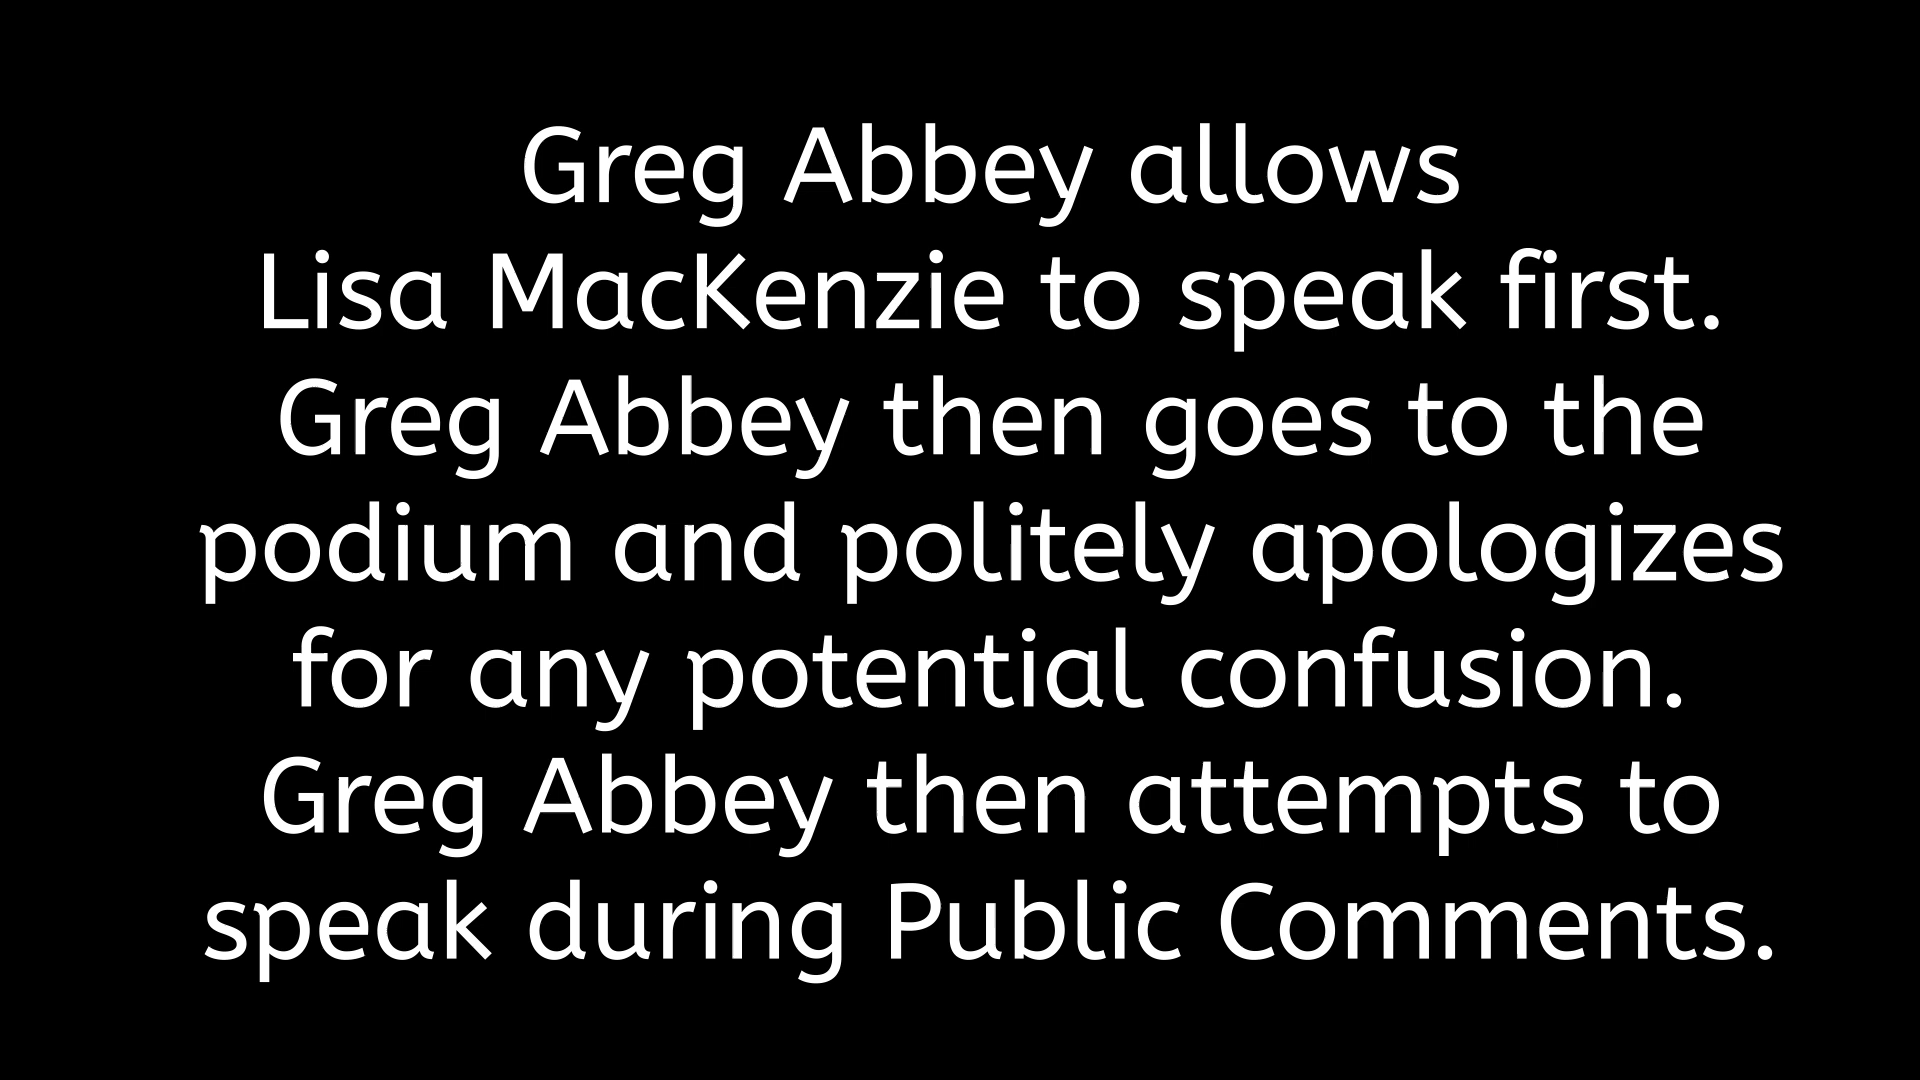 Greg Abbey allows
Lisa MacKenzie to speak first.
Greg Abbey then goes to the
podium and politely apologizes
for any potential confusion.
Greg Abbey then attempts to
speak during Public Comments.